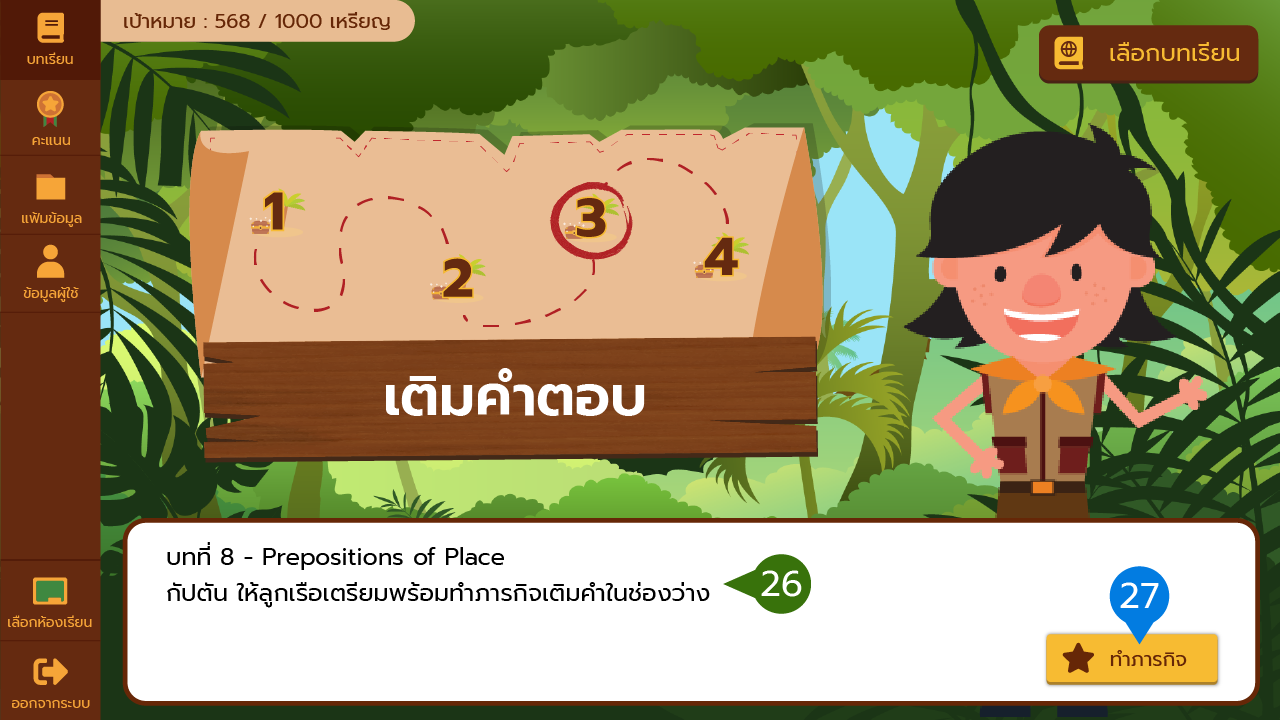 บทเรียน
คะแนน
แฟ้มข้อมูล
ข้อมูลผู้ใช้
เลือกห้องเรียน
ออกจากระบบ
เป้าหมาย : 568 / 1000 เหรียญ
เลือกบทเรียน
1
2
3
4
เติมคำตอบ
บทที่ 8 - Prepositions of Place
กัปตัน ให้ลูกเรือเตรียมพร้อมทำภารกิจเติมคำในช่องว่าง
26
27
ทำภารกิจ